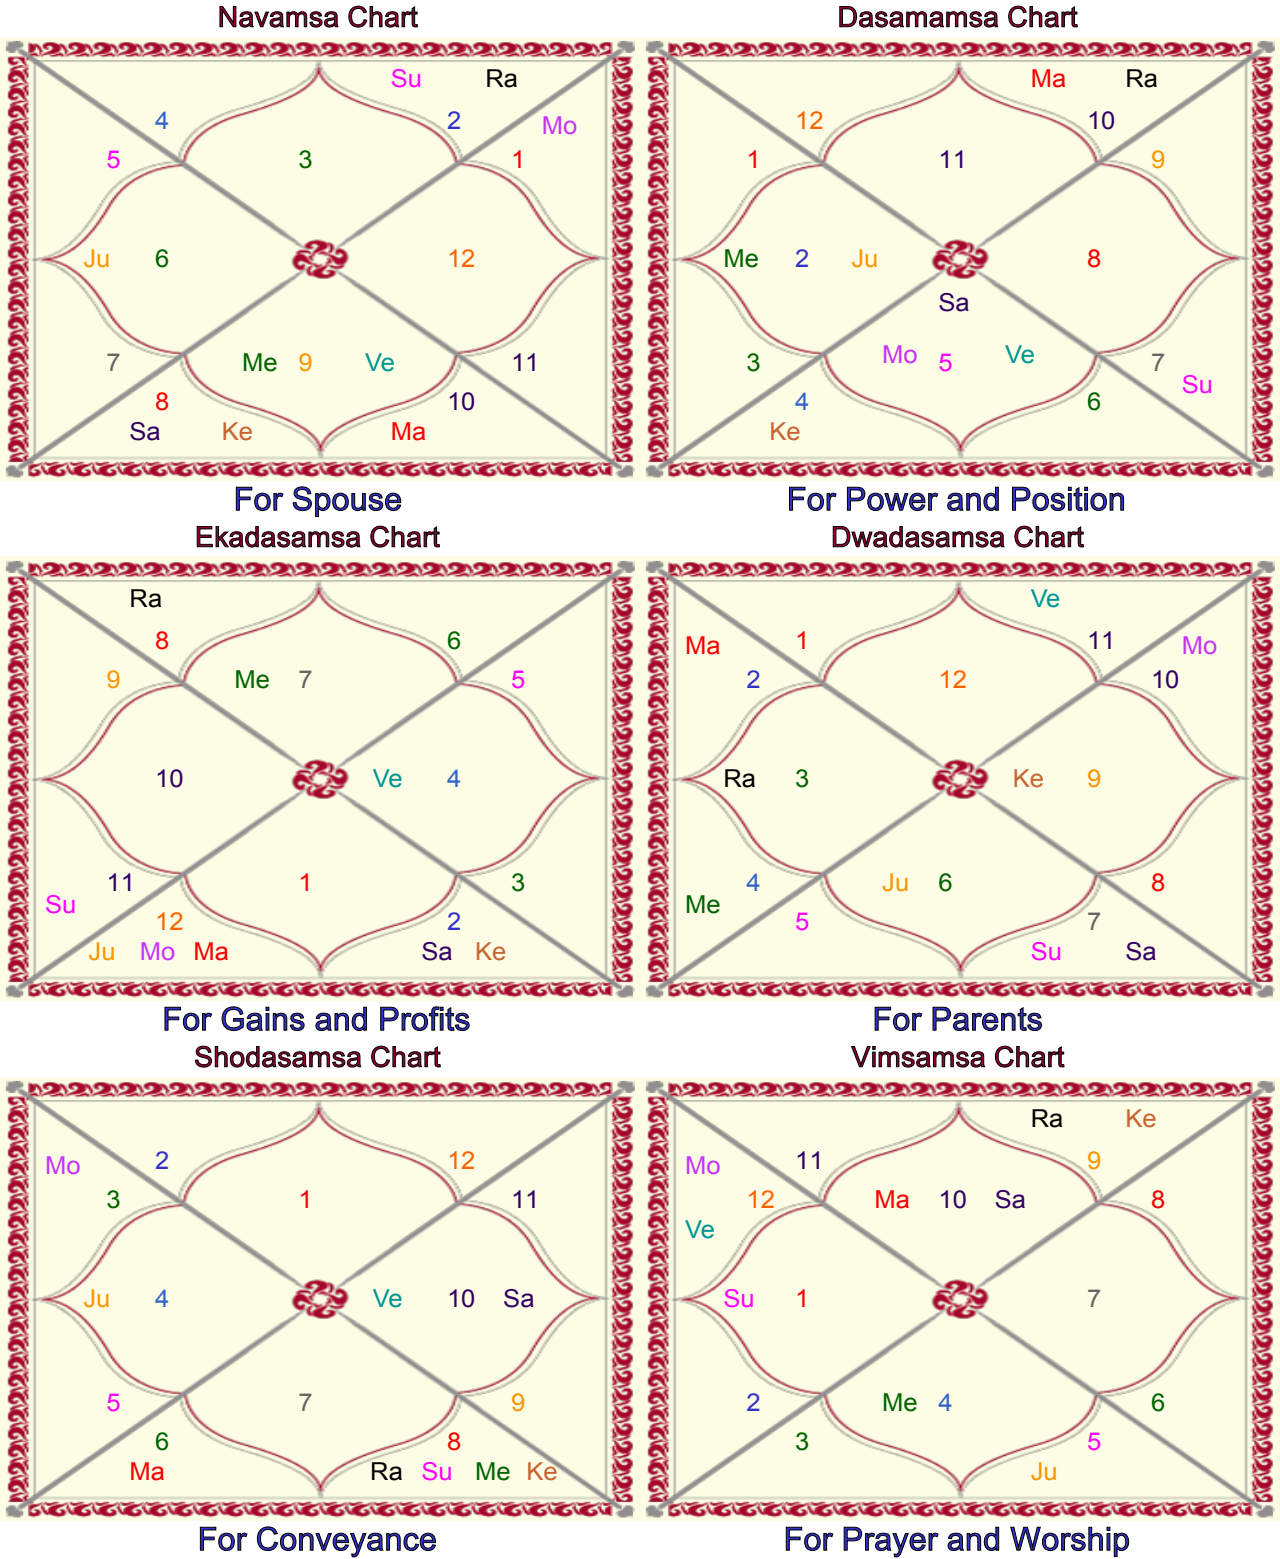 Navamsa Chart
Su Ra
4 2 Mo
5 3 1
Ju 6 12
7 Me 9 Ve 11
8 10
Sa Ke Ma
For Spouse
Dasamamsa Chart
Ma Ra
12 10
1 11 9
Me 2 Ju 8
Sa
3 Mo 5 Ve 7
Su
4 6
Ke
For Power and Position
Ekadasamsa Chart
Ra
8 6
9 Me 7 5
10 Ve 4
11 1 3
Su
12 2
Ju Mo Ma Sa Ke
For Gains and Profits
Dwadasamsa Chart
Ve
Ma 1 11 Mo
2 12 10
Ra 3 Ke 9
4 Ju 6 8
Me
5 7
Su Sa
For Parents
Shodasamsa Chart
Mo 2 12
3 1 11
Ju 4 Ve 10 Sa
5 7 9
6 8
Ma Ra Su Me Ke
For Conveyance
Vimsamsa Chart
Ra Ke
Mo 11 9
12 Ma 10 Sa 8
Ve
Su 1 7
2 Me 4 6
3 5
Ju
For Prayer and Worship